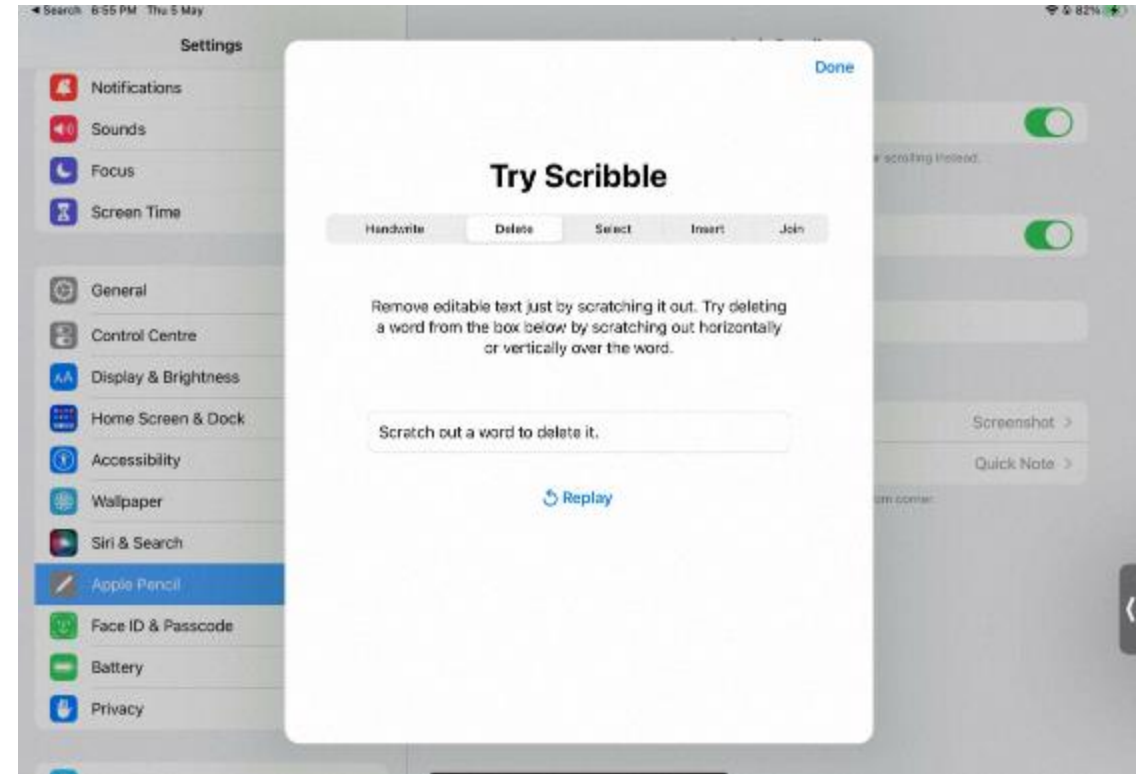 Search 6:55 PM Thu 5 May
82%
Settings
Notifications
Sounds
Focus
Screen Time
General
Control Centre
Display & Brightness
Home Screen & Dock
Accessibility
Wallpaper
Siri & Search
Apple Pencil
Face ID & Passcode
Battery
Privacy
Done
Try Scribble
Handwrite Delete Select Insert Join
Remove editable text just by scratching it out. Try deleting
a word from the box below by scratching out horizontally
or vertically over the word.
Scratch out a word to delete it.
Replay
scrolling instead.
Screenshot
Quick Note
corner.